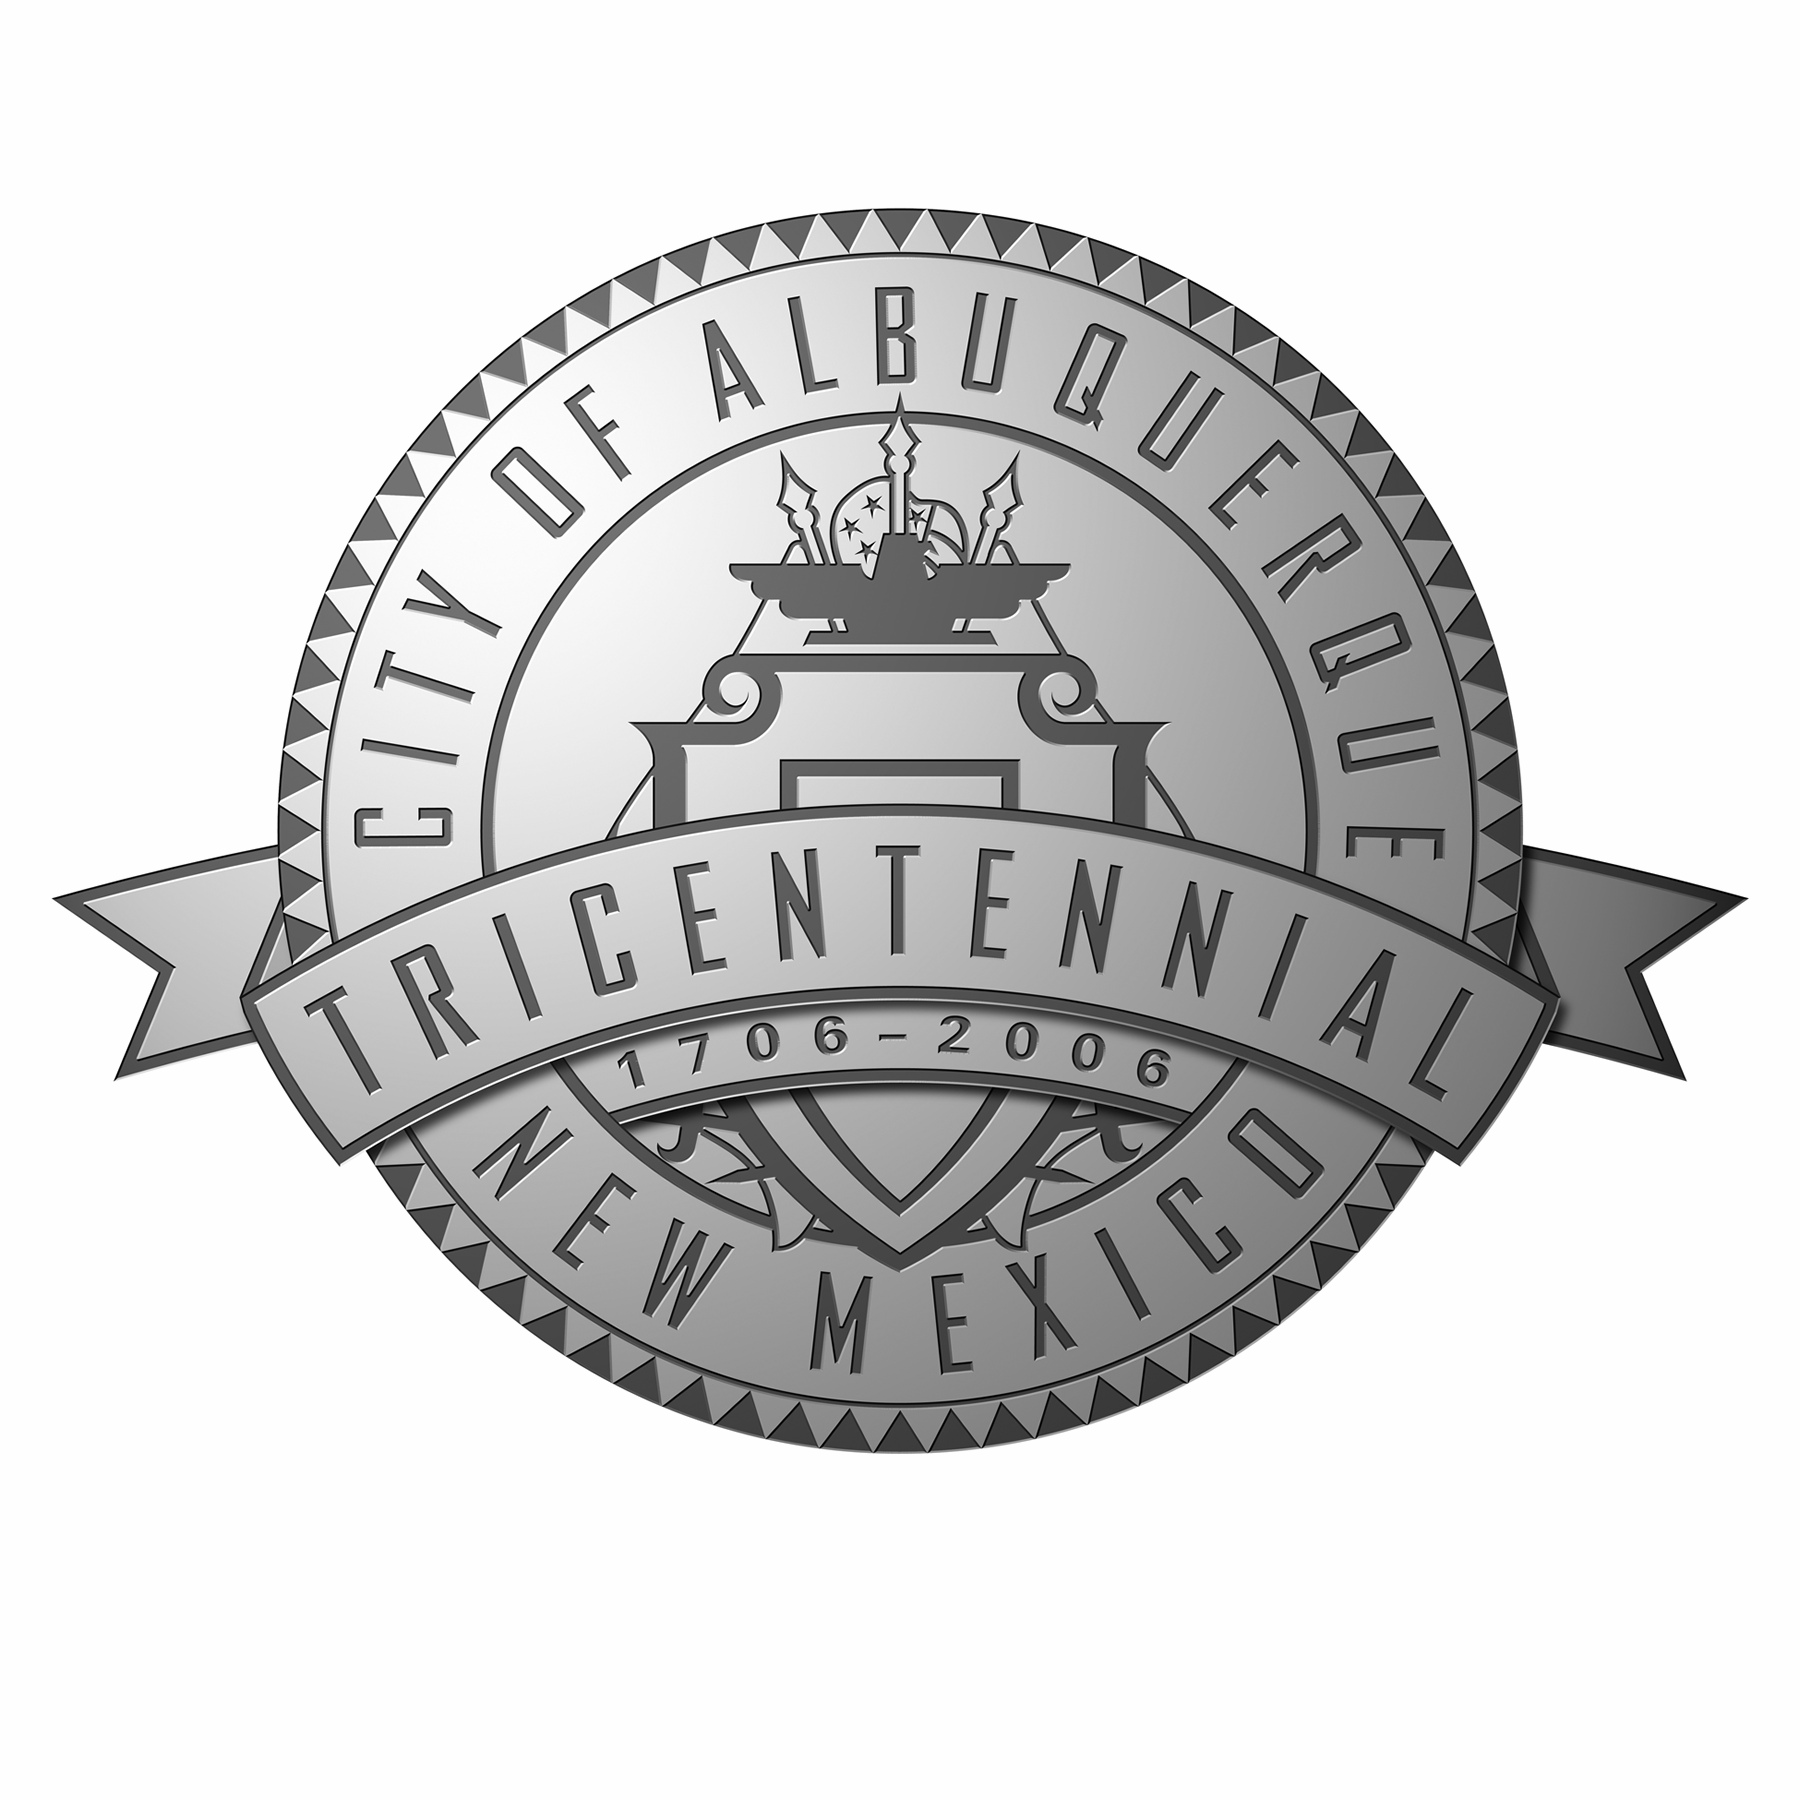 CITY OF ALBUQUERQUE
TRICENTENNIAL
1706-2006
NEW MEXICO